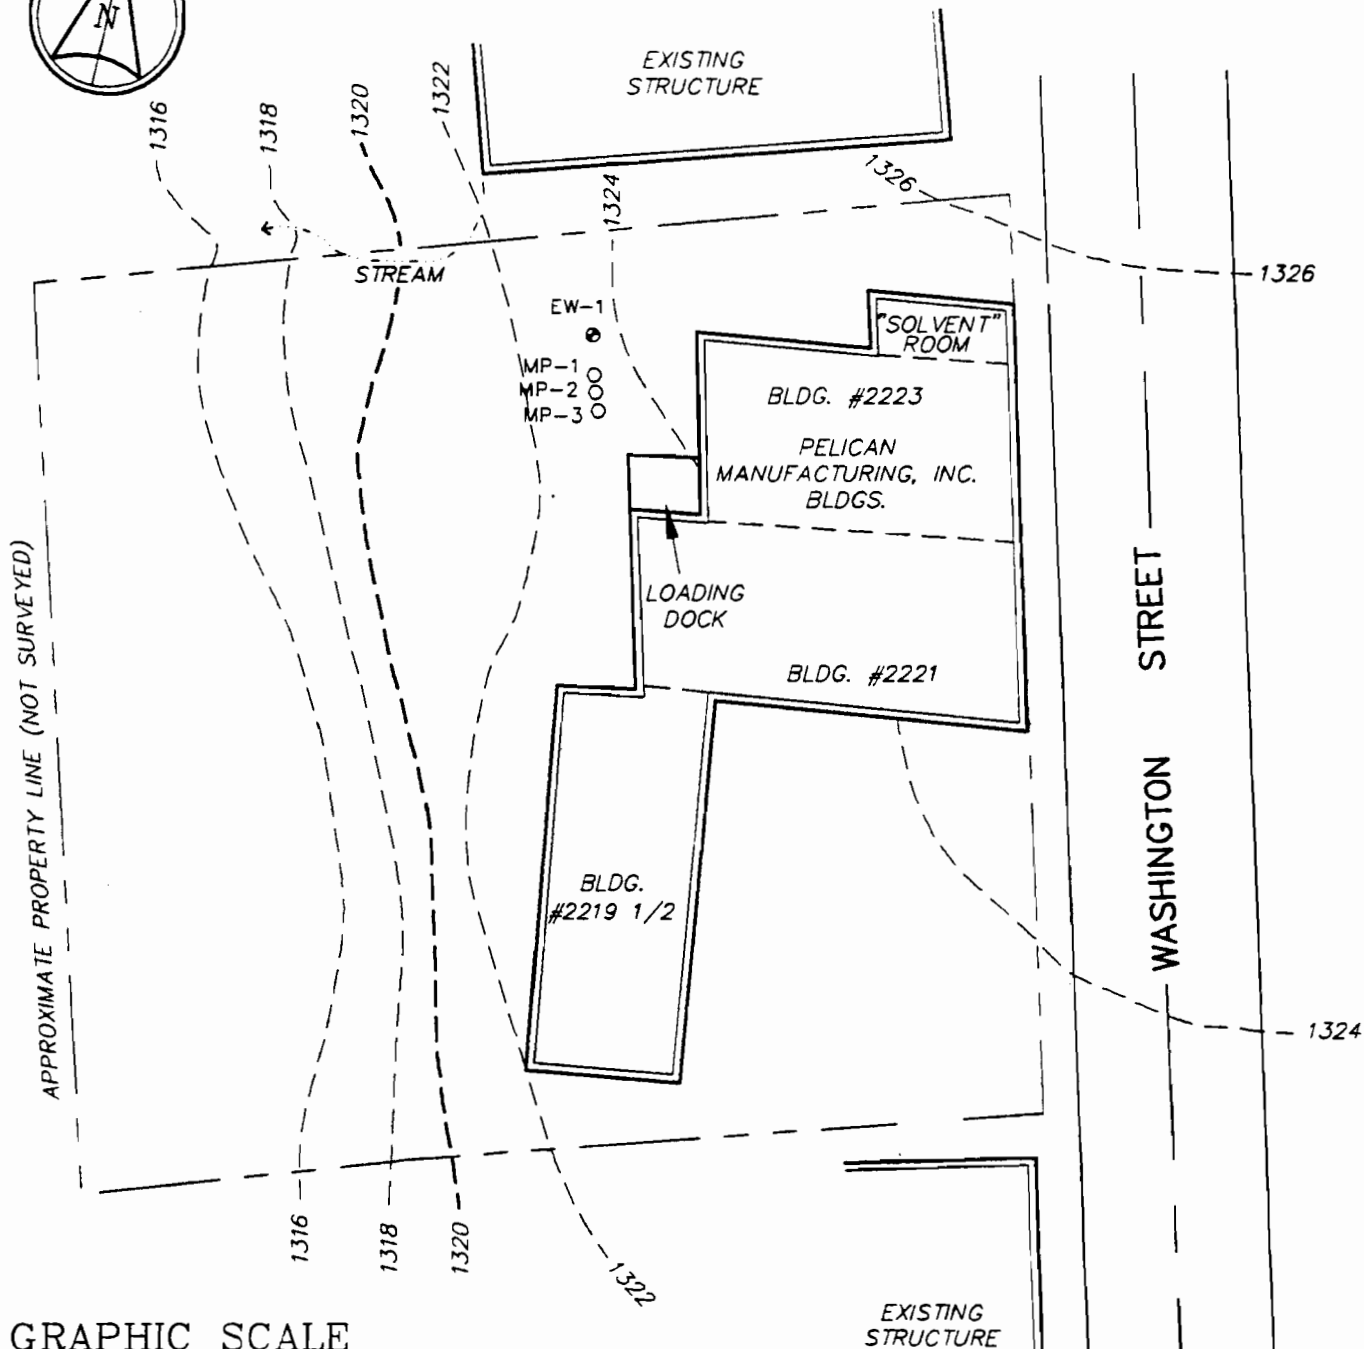 N
EXISTING
STRUCTURE
1316
1318
1320
1322
1324
1326
1326
STREAM
EW-1
MP-1
MP-2
MP-3
"SOLVENT"
ROOM
BLDG. #2223
PELICAN
MANUFACTURING, INC.
BLDGS.
LOADING
DOCK
BLDG. #2221
APPROXIMATE PROPERTY LINE (NOT SURVEYED)
WASHINGTON STREET
BLDG.
#2219 1/2
1324
1316
1318
1320
1322
EXISTING
STRUCTURE
GRAPHIC SCALE